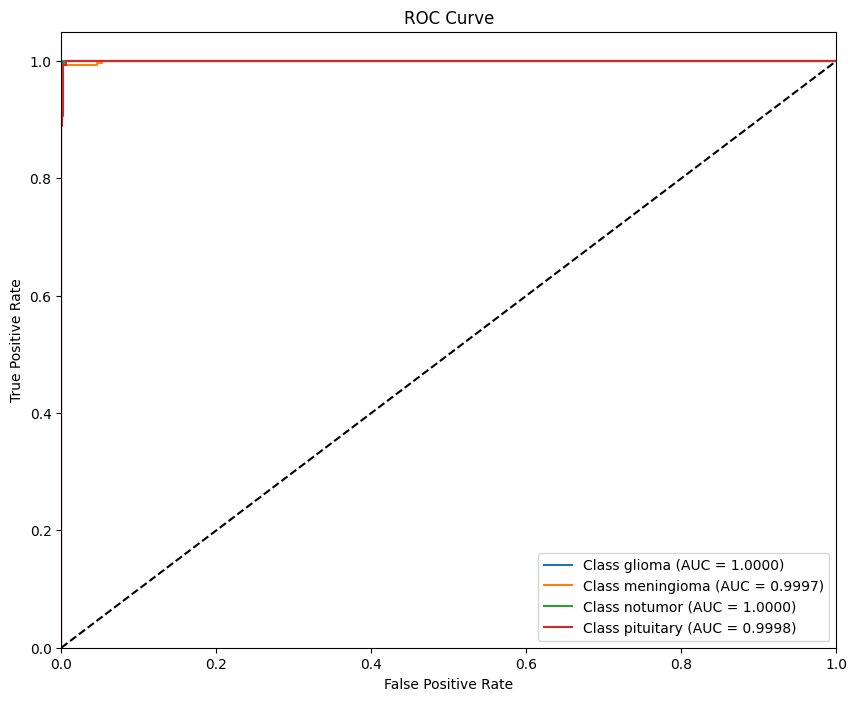 ROC Curve
True Positive Rate
1.0
0.8
0.6
0.4
0.2
0.0
0.0 0.2 0.4 0.6 0.8 1.0
False Positive Rate
Class glioma (AUC = 1.0000)
Class meningioma (AUC = 0.9997)
Class notumor (AUC = 1.0000)
Class pituitary (AUC = 0.9998)